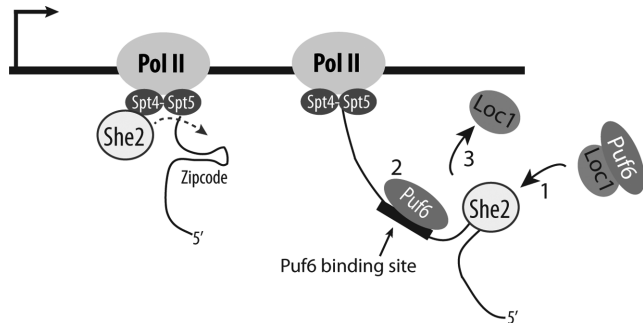 Pol II
Pol II
Spt4-Spt5
Spt4-Spt5
She2
Zipcode
5'
Loc1
3
Puf6
Loc1
1
2
Puf6
She2
Puf6 binding site
5'